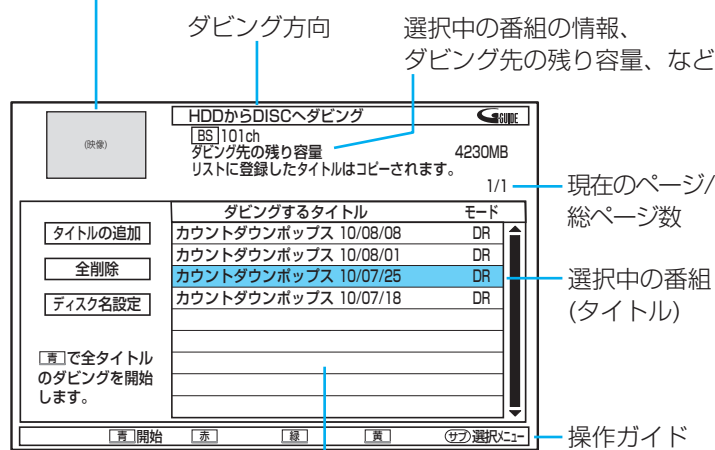 ダビング方向
選択中の番組の情報、
ダビング先の残り容量、など
HDDからDISCへダビング
G GUIDE
(映像)
BS 101ch
ダビング先の残り容量 4230MB
リストに登録したタイトルはコピーされます。
1/1
現在のページ/
総ページ数
タイトルの追加
全削除
ディスク名設定
青で全タイトル
のダビングを開始
します。
ダビングするタイトル モード
カウントダウンポップス 10/08/08 DR
カウントダウンポップス 10/08/01 DR
カウントダウンポップス 10/07/25 DR
カウントダウンポップス 10/07/18 DR
選択中の番組
(タイトル)
青 開始 赤 緑 黄 サブ 選択メニュー
操作ガイド